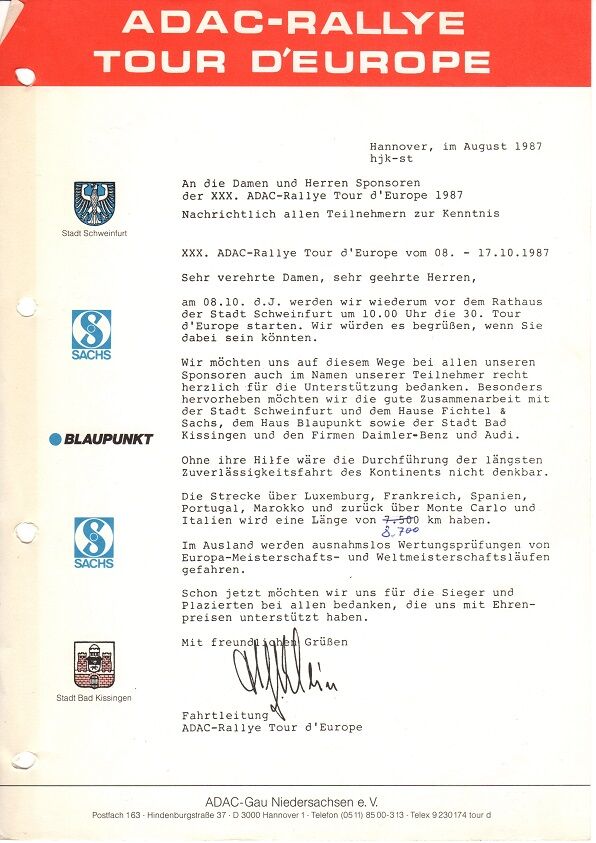 ADAC-RALLYE
TOUR D'EUROPE
Hannover, im August 1987
hjk-st
An die Damen und Herren Sponsoren
der XXX. ADAC-Rallye Tour d'Europe 1987
Nachrichtlich allen Teilnehmern zur Kenntnis
Stadt Schweinfurt
XXX. ADAC-Rallye Tour d'Europe vom 08. - 17.10.1987
Sehr verehrte Damen, sehr geehrte Herren,
am 08.10. d.J. werden wir wiederum vor dem Rathaus
der Stadt Schweinfurt um 10.00 Uhr die 30. Tour
d'Europe starten. Wir würden es begrüßen, wenn Sie
dabei sein könnten.
SACHS
Wir möchten uns auf diesem Wege bei allen unseren
Sponsoren auch im Namen unserer Teilnehmer recht
herzlich für die Unterstützung bedanken. Besonders
hervorheben möchten wir die gute Zusammenarbeit mit
der Stadt Schweinfurt und dem Hause Fichtel &
Sachs, dem Haus Blaupunkt sowie der Stadt Bad
Kissingen und den Firmen Daimler-Benz und Audi.
BLAUPUNKT
Ohne ihre Hilfe wäre die Durchführung der längsten
Zuverlässigkeitsfahrt des Kontinents nicht denkbar.
Die Strecke über Luxemburg, Frankreich, Spanien,
Portugal, Marokko und zurück über Monte Carlo und
Italien wird eine Länge von 7.500 km haben.
8.700
SACHS
Im Ausland werden ausnahmslos Wertungsprüfungen von
Europa-Meisterschafts- und Weltmeisterschaftsläufen
gefahren.
Schon jetzt möchten wir uns für die Sieger und
Plazierten bei allen bedanken, die uns mit Ehren-
preisen unterstützt haben.
Mit freundlichen Grüßen
Stadt Bad Kissingen
Fahrtleitung
ADAC-Rallye Tour d'Europe
ADAC-Gau Niedersachsen e. V.
Postfach 163 · Hindenburgstraße 37 · D 3000 Hannover 1 · Telefon (0511) 85 00-313 · Telex 9 230 174 tour d